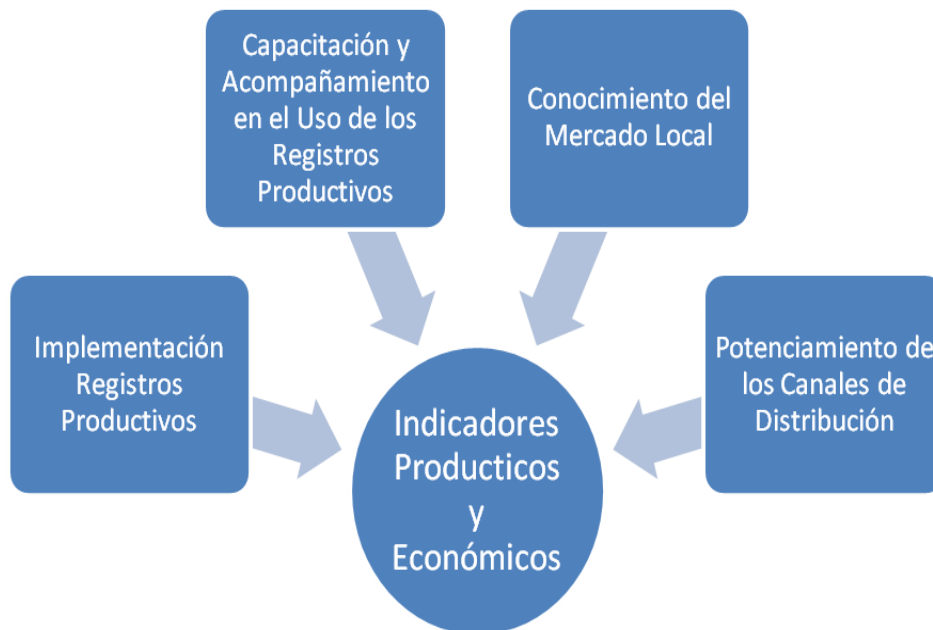 Capacitación y
Acompañamiento
en el Uso de los
Registros
Productivos
Conocimiento del
Mercado Local
Implementación
Registros
Productivos
Potenciamiento de
los Canales de
Distribución
Indicadores
Producticos
y
Económicos